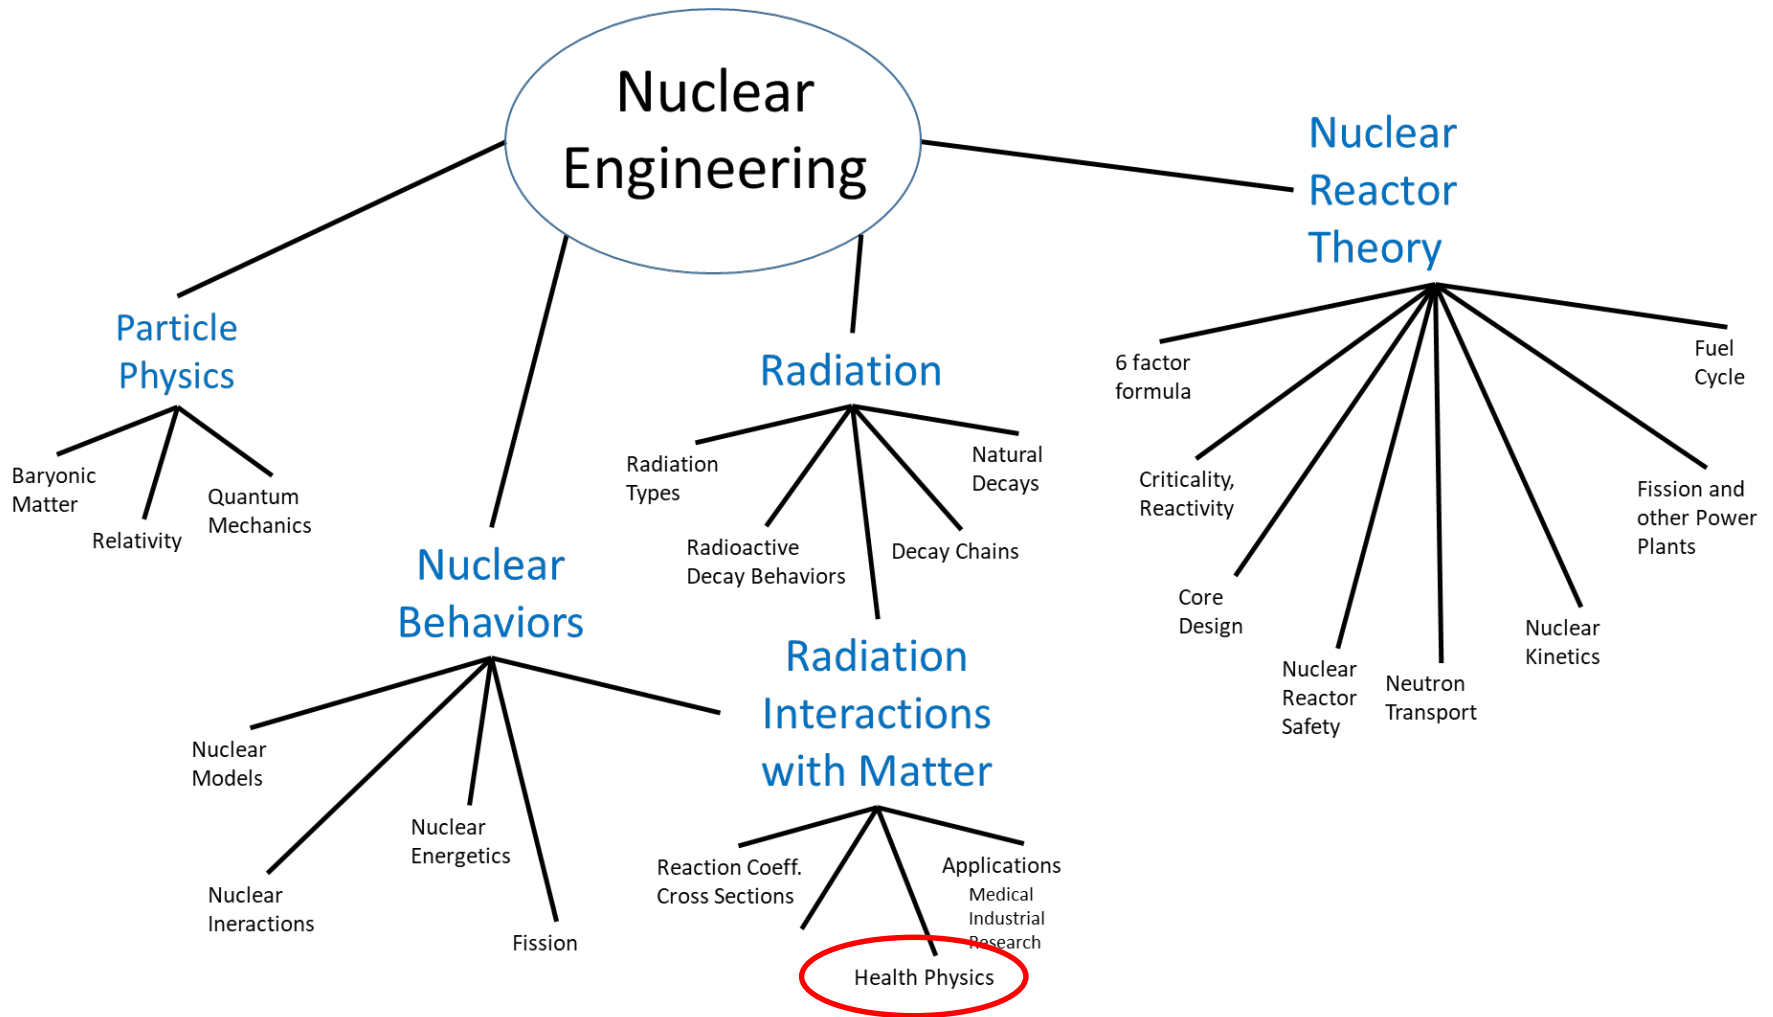 Nuclear
Engineering
Nuclear
Reactor
Theory
Particle
Physics
Baryonic
Matter
Relativity
Quantum
Mechanics
Nuclear
Behaviors
Nuclear
Models
Nuclear
Ineractions
Nuclear
Energetics
Fission
Radiation
Radiation
Types
Radioactive
Decay Behaviors
Decay Chains
Natural
Decays
Radiation
Interactions
with Matter
Reaction Coeff.
Cross Sections
Health Physics
Applications
Medical
Industrial
Research
6 factor
formula
Criticality,
Reactivity
Core
Design
Nuclear
Reactor
Safety
Neutron
Transport
Nuclear
Kinetics
Fission and
other Power
Plants
Fuel
Cycle